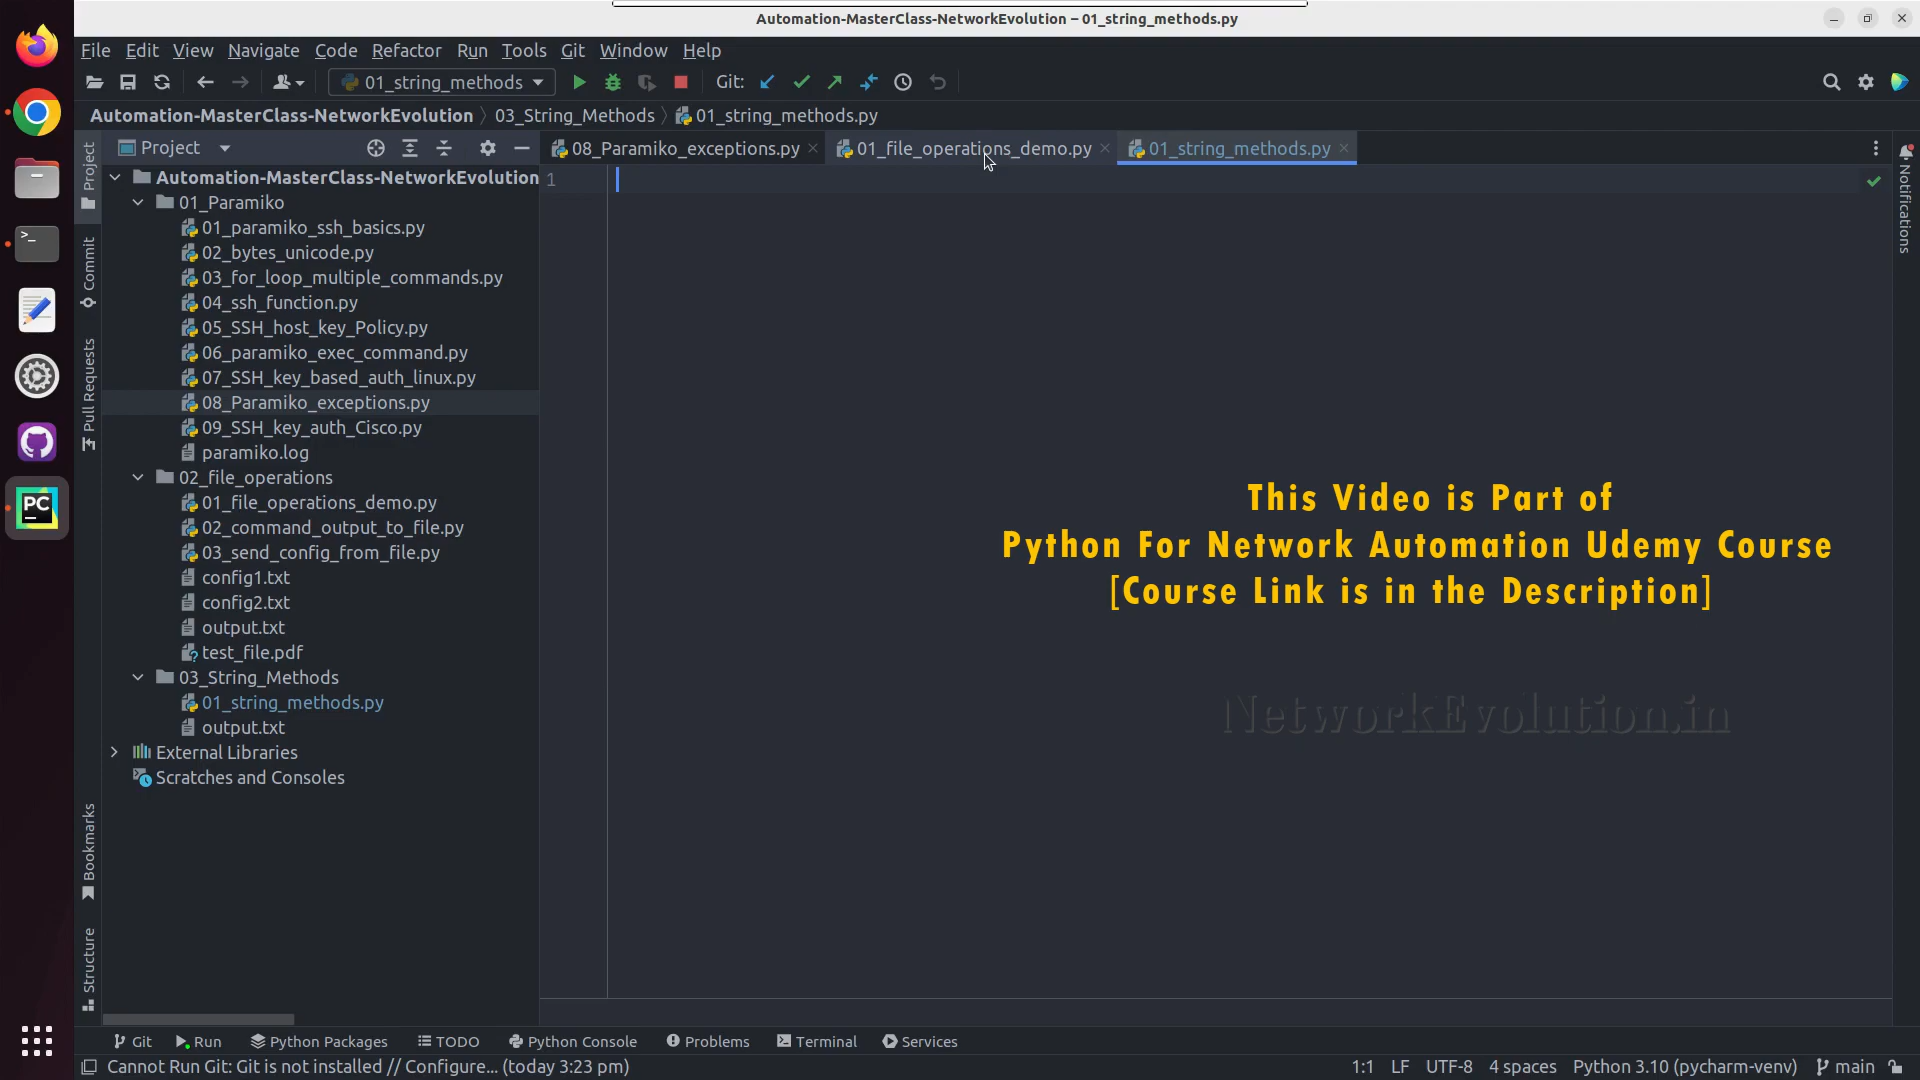 Automation-MasterClass-NetworkEvolution – 01_string_methods.py
File Edit View Navigate Code Refactor Run Tools Git Window Help
01_string_methods
Git:
Automation-MasterClass-NetworkEvolution 03_String_Methods 01_string_methods.py
Project
08_Paramiko_exceptions.py
01_file_operations_demo.py
01_string_methods.py
Project
Commit
Pull Requests
Bookmarks
Structure
Notifications
Automation-MasterClass-NetworkEvolution
01_Paramiko
01_paramiko_ssh_basics.py
02_bytes_unicode.py
03_for_loop_multiple_commands.py
04_ssh_function.py
05_SSH_host_key_Policy.py
06_paramiko_exec_command.py
07_SSH_key_based_auth_linux.py
08_Paramiko_exceptions.py
09_SSH_key_auth_Cisco.py
paramiko.log
02_file_operations
01_file_operations_demo.py
02_command_output_to_file.py
03_send_config_from_file.py
config1.txt
config2.txt
output.txt
test_file.pdf
03_String_Methods
01_string_methods.py
output.txt
External Libraries
Scratches and Consoles
1
This Video is Part of
Python For Network Automation Udemy Course
[Course Link is in the Description]
NetworkEvolution.in
PC
Git Run Python Packages TODO Python Console Problems Terminal Services
Cannot Run Git: Git is not installed // Configure... (today 3:23 pm)
1:1 LF UTF-8 4 spaces Python 3.10 (pycharm-venv) main